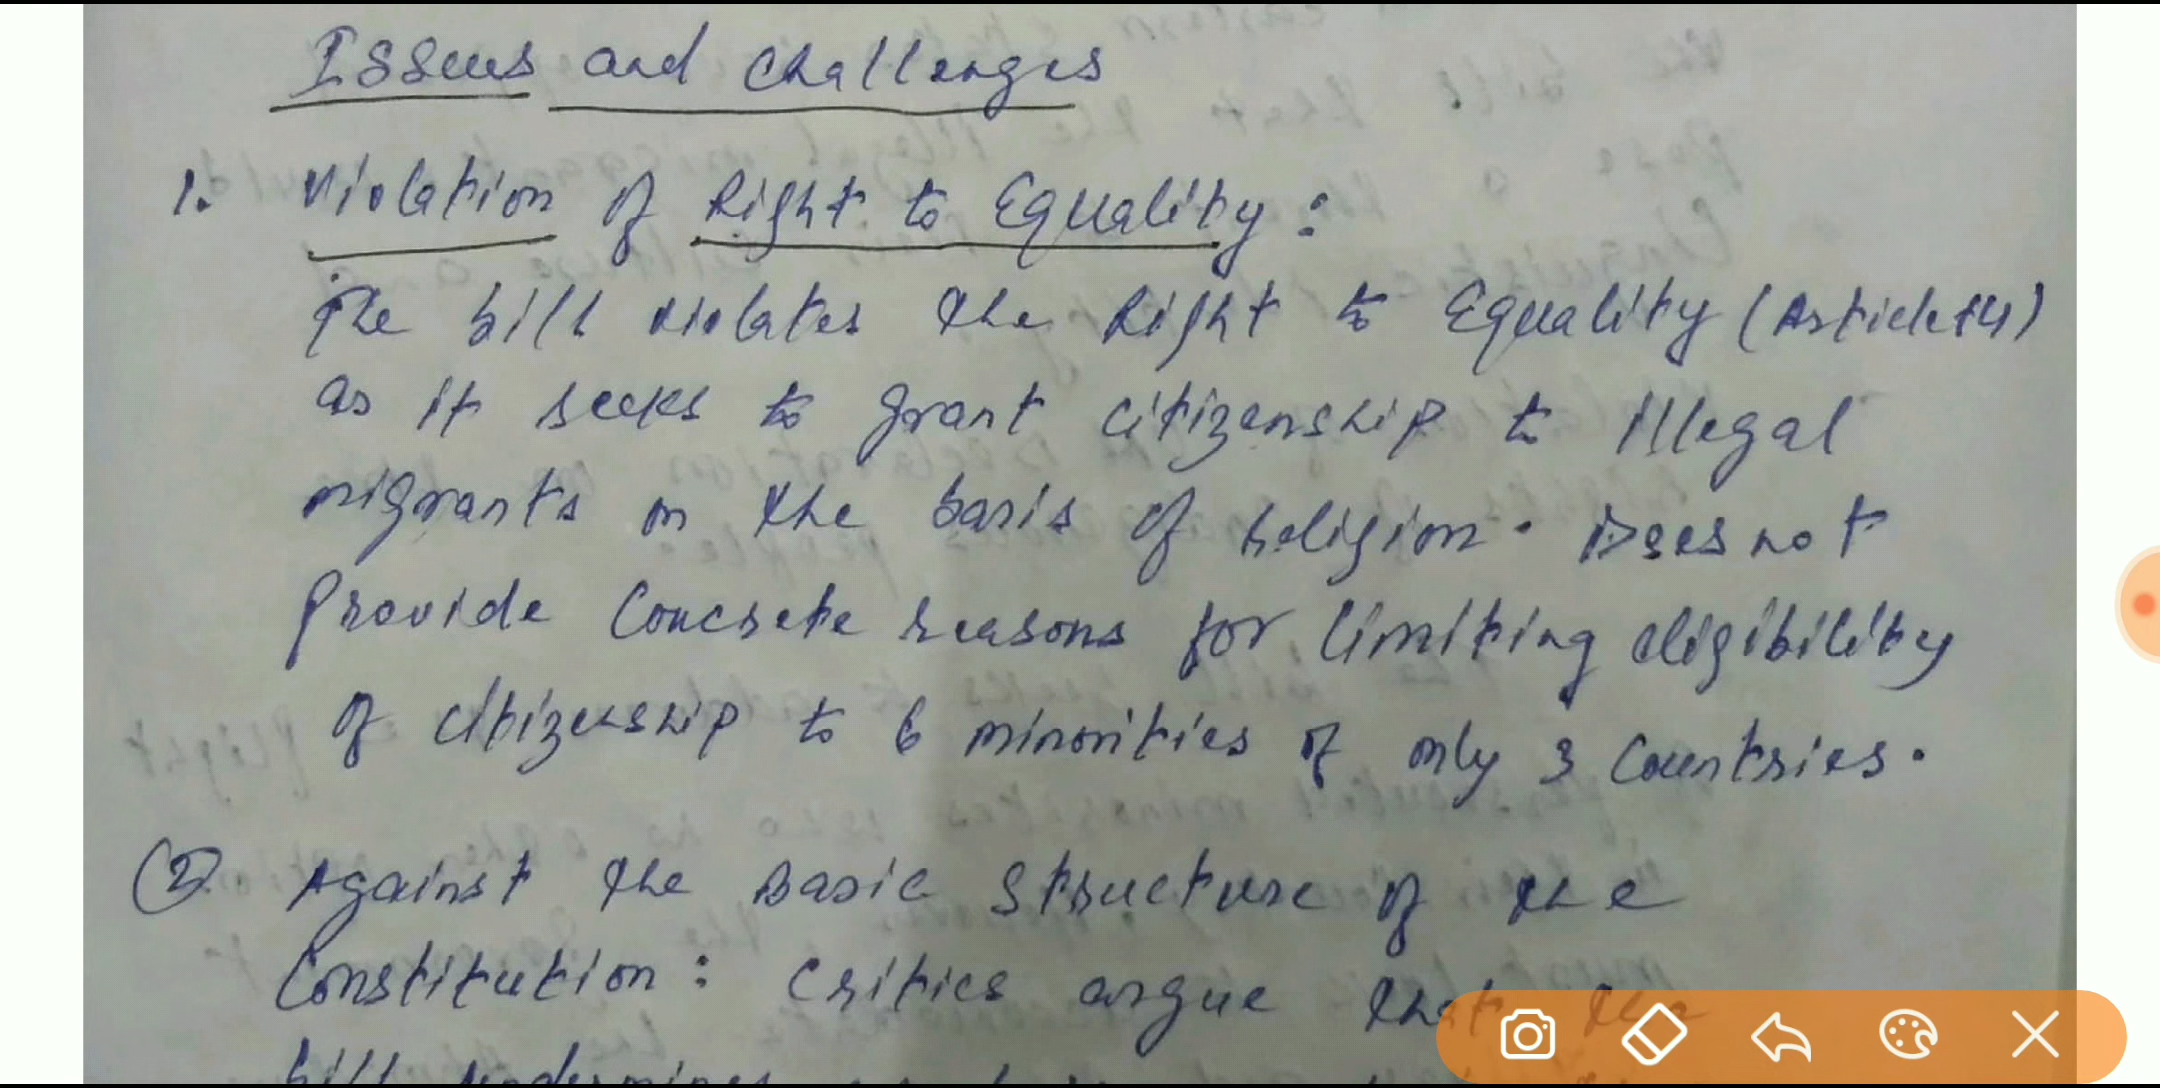 Issues and Challenges
1. Violation of Right to Equality :
The bill violates the Right to Equality (Article 14)
as it seeks to grant citizenship to illegal
migrants on the basis of religion. Does not
Provide Concrete reasons for limiting eligibility
of citizenship to 6 minorities of only 3 Countries.
② Against the Basic Structure of the
Constitution : Critics argue that the
bill undermines